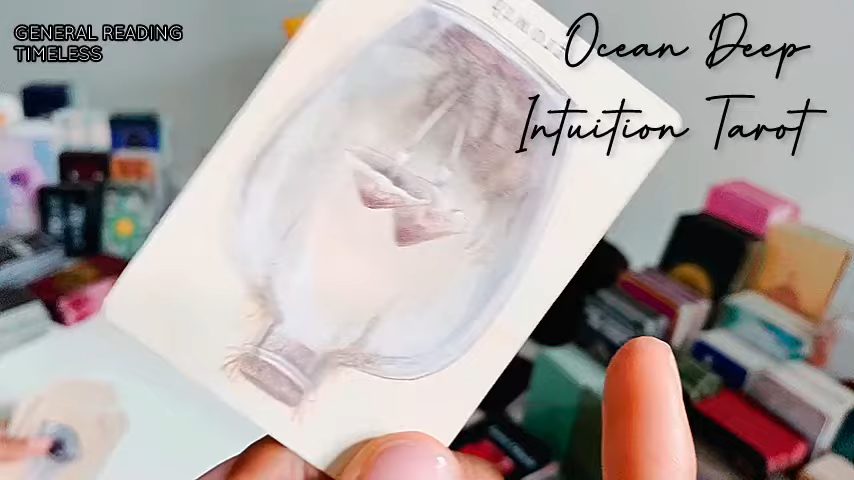 GENERAL READING
TIMELESS
Ocean Deep
Intuition Tarot